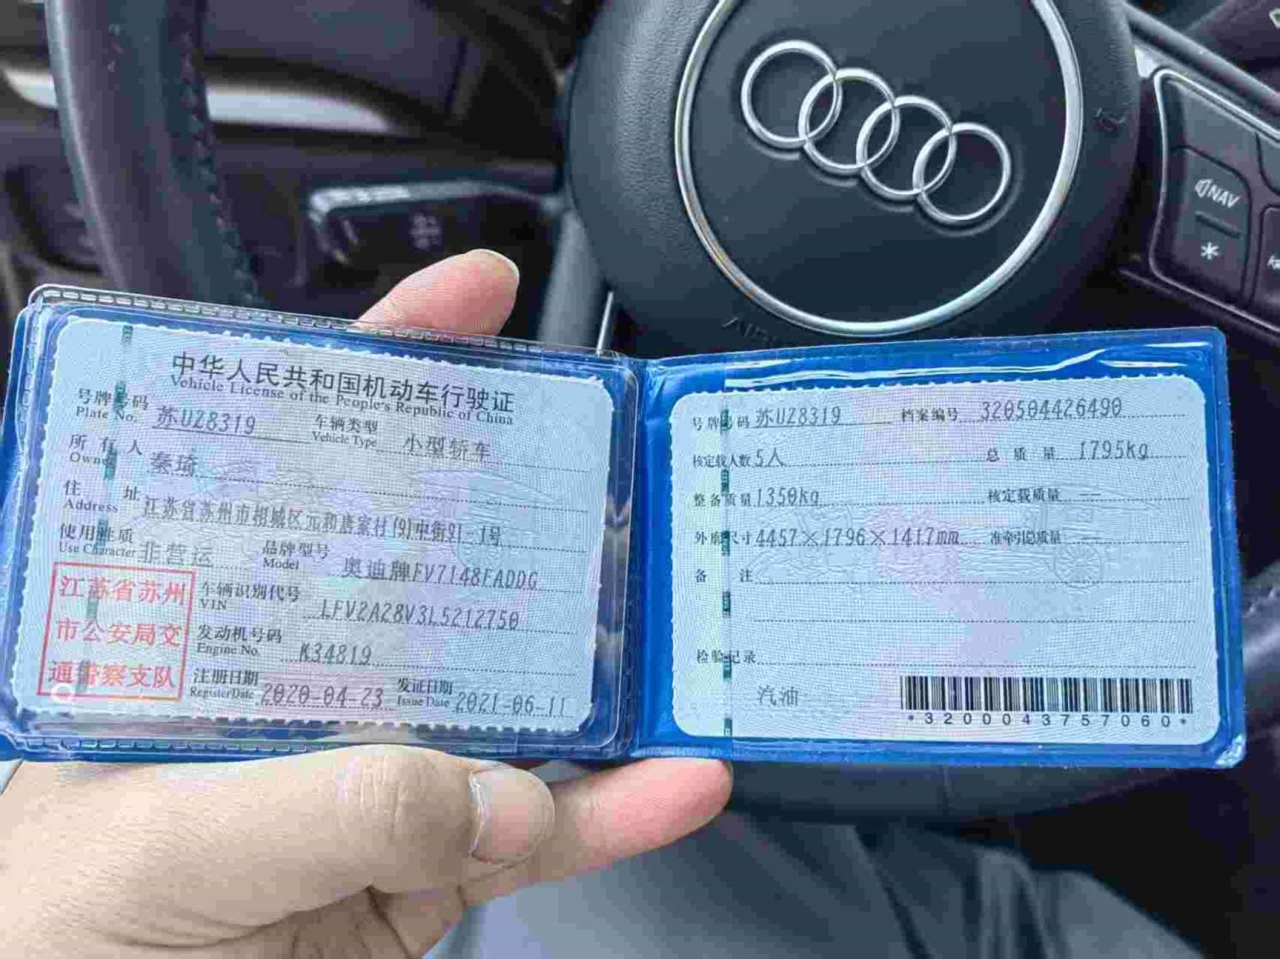 中华人民共和国机动车行驶证
Vehicle License of the People's Republic of China
号牌号码 苏UZ8319 车辆类型 小型轿车
Plate No. Vehicle Type
所有人 秦琦
Owner
住址 江苏省苏州市相城区元和唐家村(9)中街91-1号
Address
使用性质 非营运 品牌型号 奥迪牌FV7148FADDG
Use Character Model
江苏省苏州
市公安局交
通警察支队
车辆识别代号 LFV2A28V3L5212750
VIN
发动机号码 K34819
Engine No.
注册日期 2020-04-23 发证日期 2021-06-11
Register Date Issue Date
号牌号码 苏UZ8319 档案编号 320504426490
核定载人数 5人 总质量 1795kg
整备质量 1350kg 核定载质量 --
外廓尺寸 4457×1796×1417mm 准牵引总质量 --
备注
检验记录
汽油
*3200043757060*
NAV